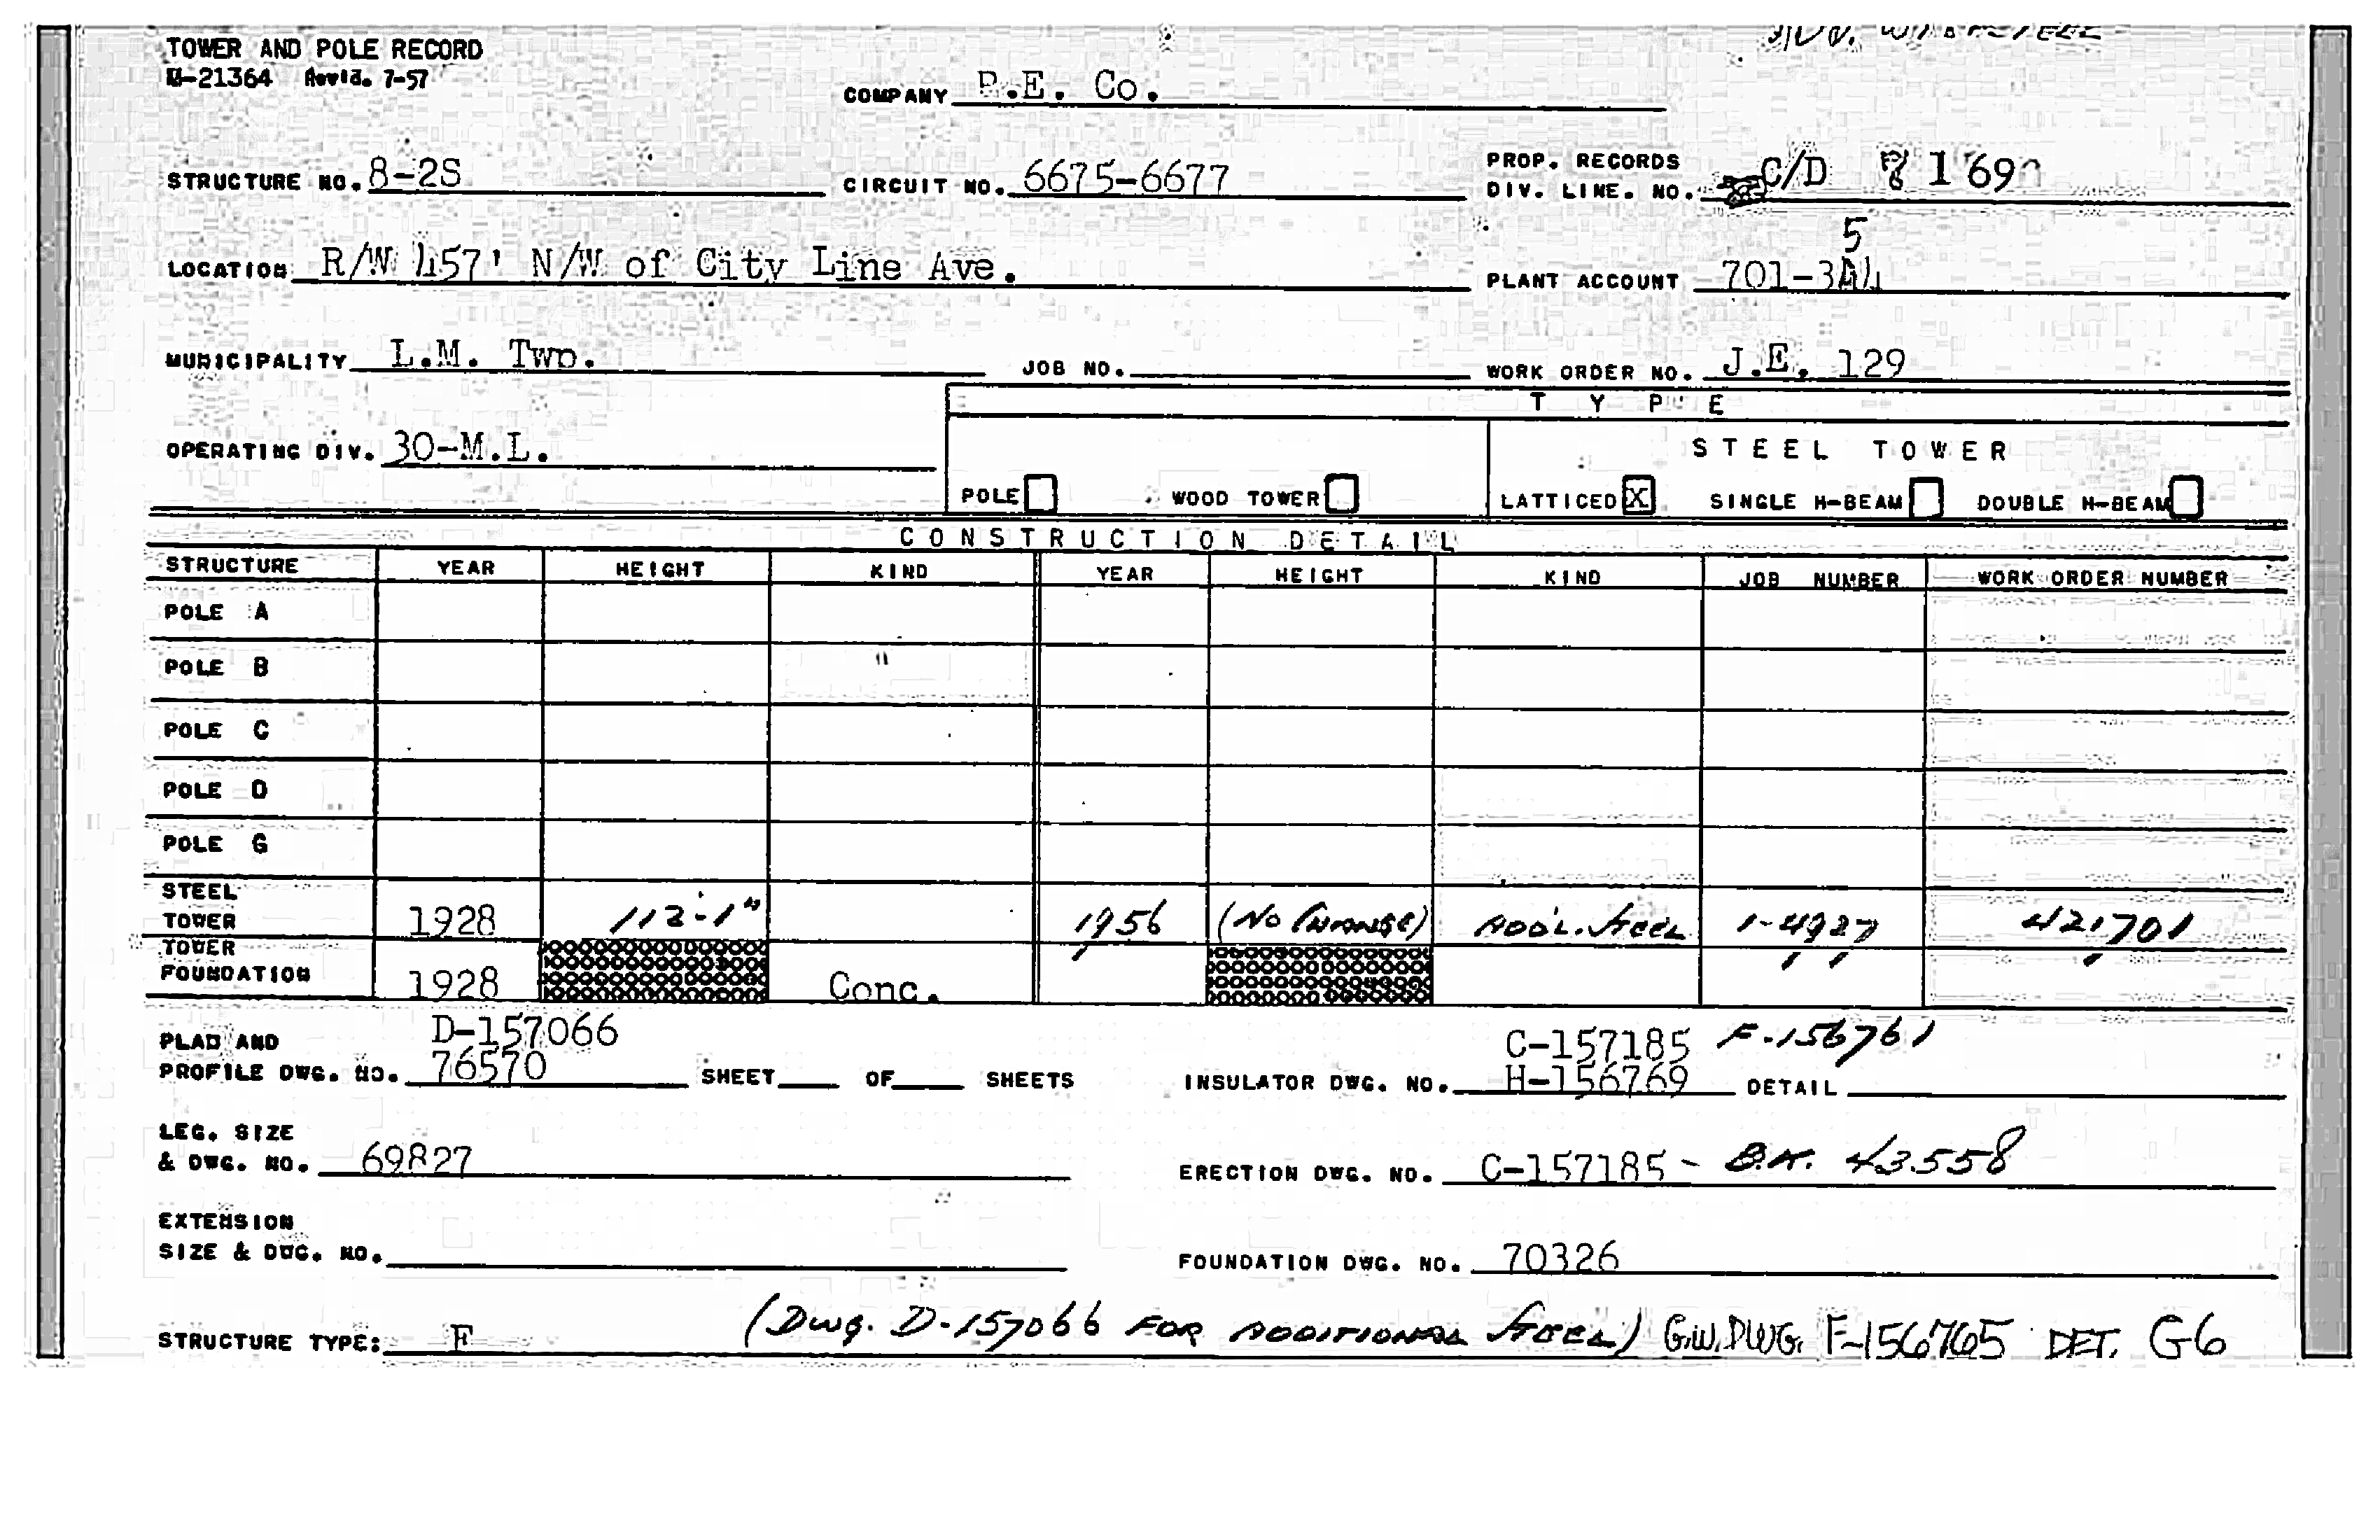 TOWER AND POLE RECORD
M-21364 Rev'd. 7-57
COMPANY P.E. Co.
STRUCTURE NO. 8-2S CIRCUIT NO. 6675-6677 PROP. RECORDS
DIV. LINE. NO. C/D 1690
LOCATION R/W 457' N/W of City Line Ave.
5
PLANT ACCOUNT 701-344
MUNICIPALITY L.M. Twp. JOB NO. WORK ORDER NO. J.E. 129
TYPE
OPERATING DIV. 30-M.L. STEEL TOWER
POLE WOOD TOWER LATTICED X SINGLE H-BEAM DOUBLE H-BEAM
CONSTRUCTION DETAIL
STRUCTURE YEAR HEIGHT KIND YEAR HEIGHT KIND JOB NUMBER WORK ORDER NUMBER
POLE A
POLE B
POLE C
POLE D
POLE G
STEEL
TOWER 1928 112'-1" 1956 (No Change) Add'l. Steel 1-4927 421701
TOWER
FOUNDATION 1928 Conc.
PLAN AND D-157066
PROFILE DWG. NO. 76570 SHEET OF SHEETS
C-157185 F-156761
INSULATOR DWG. NO. H-156769 DETAIL
LEG. SIZE
& DWG. NO. 69827 ERECTION DWG. NO. C-157185 - B.K. 43558
EXTENSION
SIZE & DWG. NO. FOUNDATION DWG. NO. 70326
STRUCTURE TYPE: F (Dwg. D-157066 FOR ADDITIONAL Steel) G.W. DWG. F-156765 DET. G6